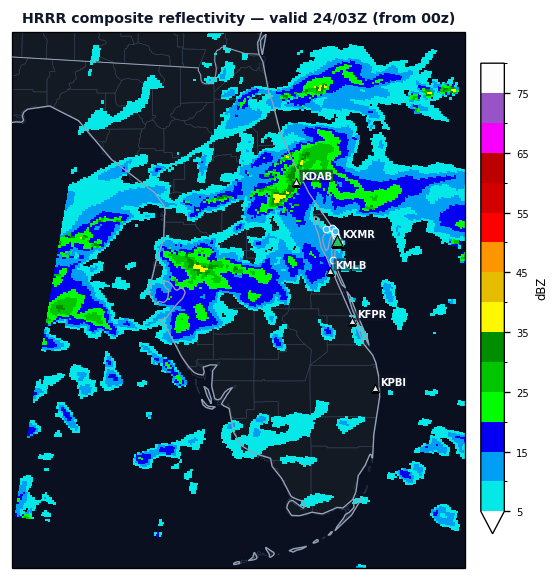 HRRR composite reflectivity — valid 24/03Z (from 00z)
KDAB
KXMR
KMLB
KFPR
KPBI
75
65
55
45
35
25
15
5
dBZ